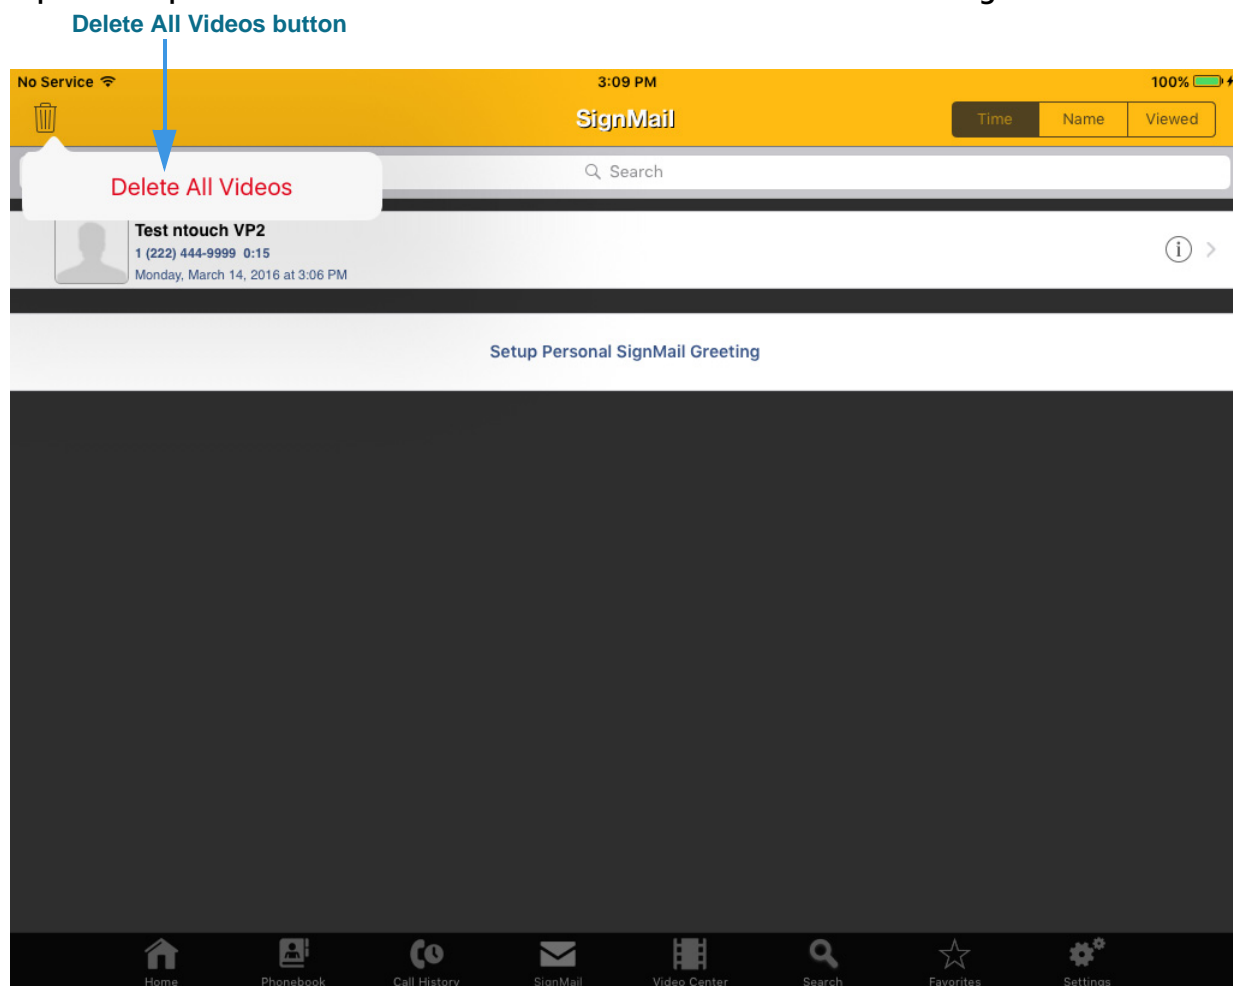 Delete All Videos button
No Service 3:09 PM 100%
SignMail
Time Name Viewed
Search
Delete All Videos
Test ntouch VP2
1 (222) 444-9999 0:15
Monday, March 14, 2016 at 3:06 PM
Setup Personal SignMail Greeting
Home Phonebook Call History SignMail Video Center Search Favorites Settings